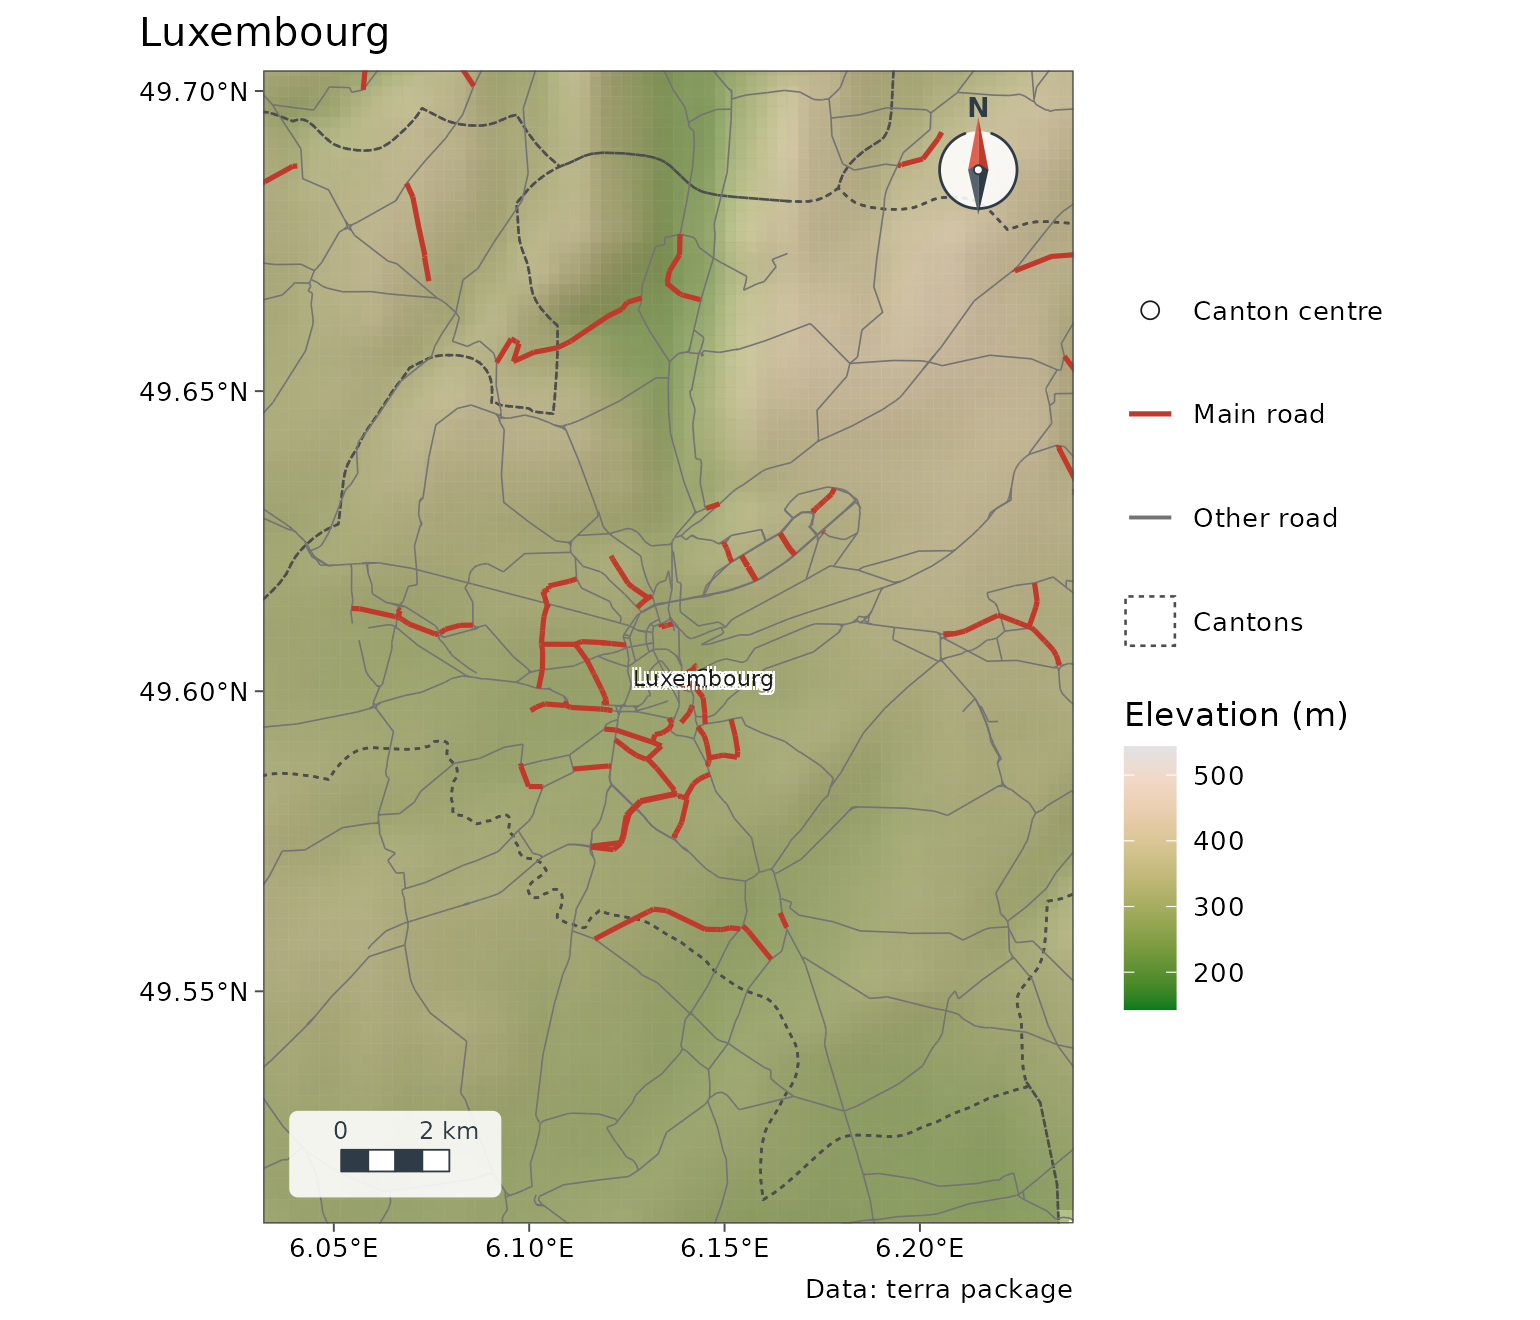 Luxembourg
49.70°N
49.65°N
49.60°N
49.55°N
N
Luxembourg
0 2 km
6.05°E 6.10°E 6.15°E 6.20°E
Data: terra package
Canton centre
Main road
Other road
Cantons
Elevation (m)
500
400
300
200